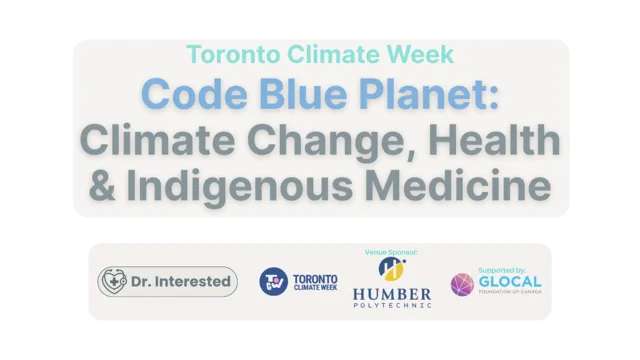 Toronto Climate Week
Code Blue Planet:
Climate Change, Health
& Indigenous Medicine
Dr. Interested
TORONTO
CLIMATE WEEK
Venue Sponsor:
H
HUMBER
POLYTECHNIC
Supported by:
GLOCAL
FOUNDATION OF CANADA